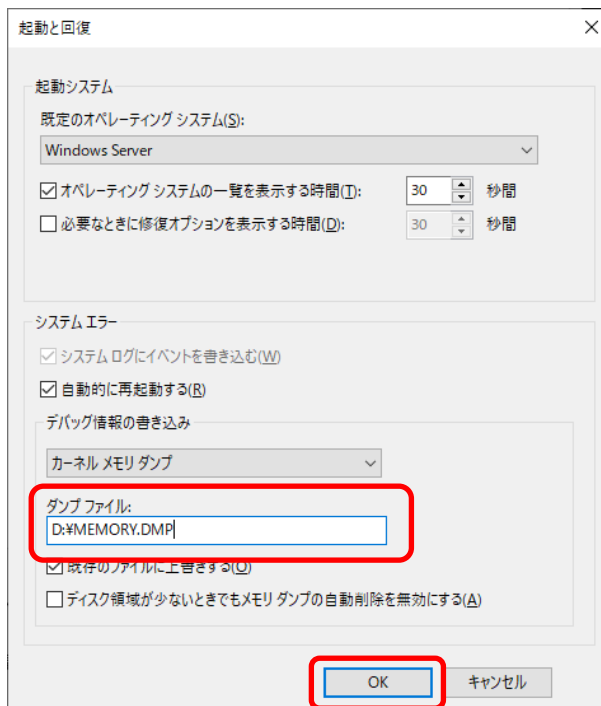 起動と回復
起動システム
既定のオペレーティング システム(S):
Windows Server
オペレーティング システムの一覧を表示する時間(T): 30 秒間
必要なときに修復オプションを表示する時間(D): 30 秒間
システム エラー
システム ログにイベントを書き込む(W)
自動的に再起動する(R)
デバッグ情報の書き込み
カーネル メモリ ダンプ
ダンプ ファイル:
D:¥MEMORY.DMP
既存のファイルに上書きする(O)
ディスク領域が少ないときでもメモリ ダンプの自動削除を無効にする(A)
OK キャンセル